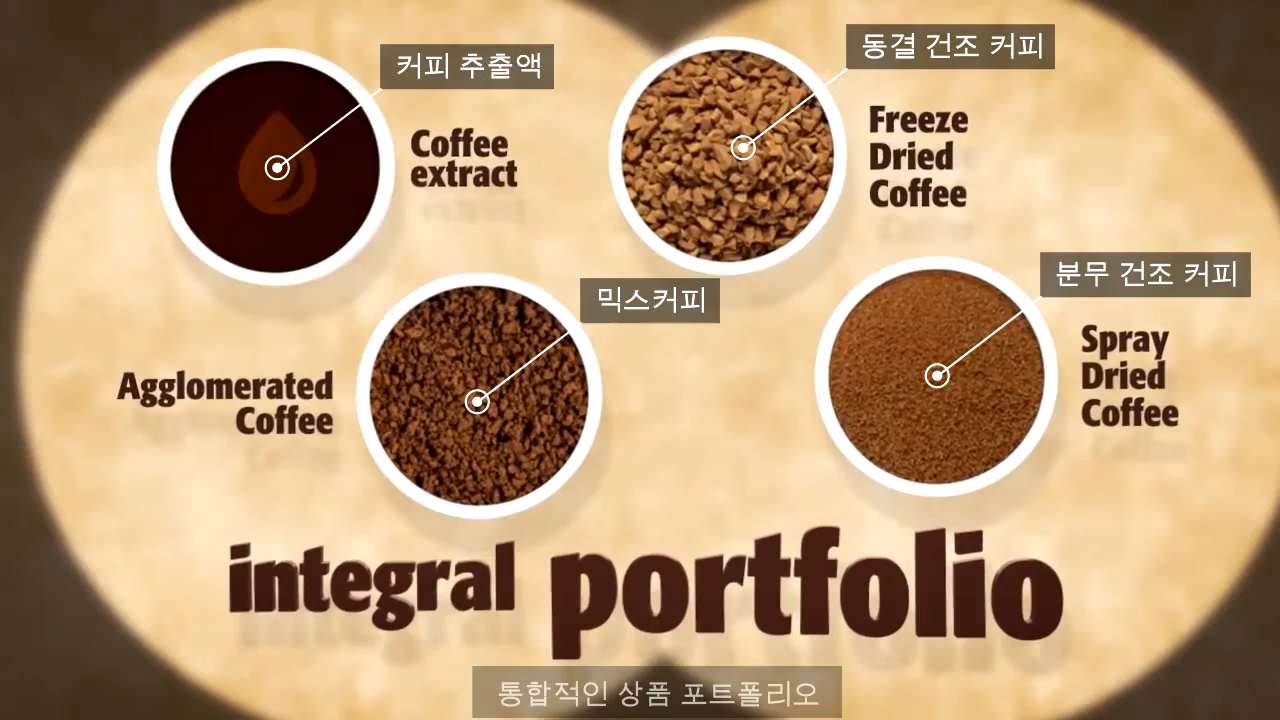 커피 추출액
Coffee
extract
동결 건조 커피
Freeze
Dried
Coffee
믹스커피
Agglomerated
Coffee
분무 건조 커피
Spray
Dried
Coffee
integral portfolio
통합적인 상품 포트폴리오